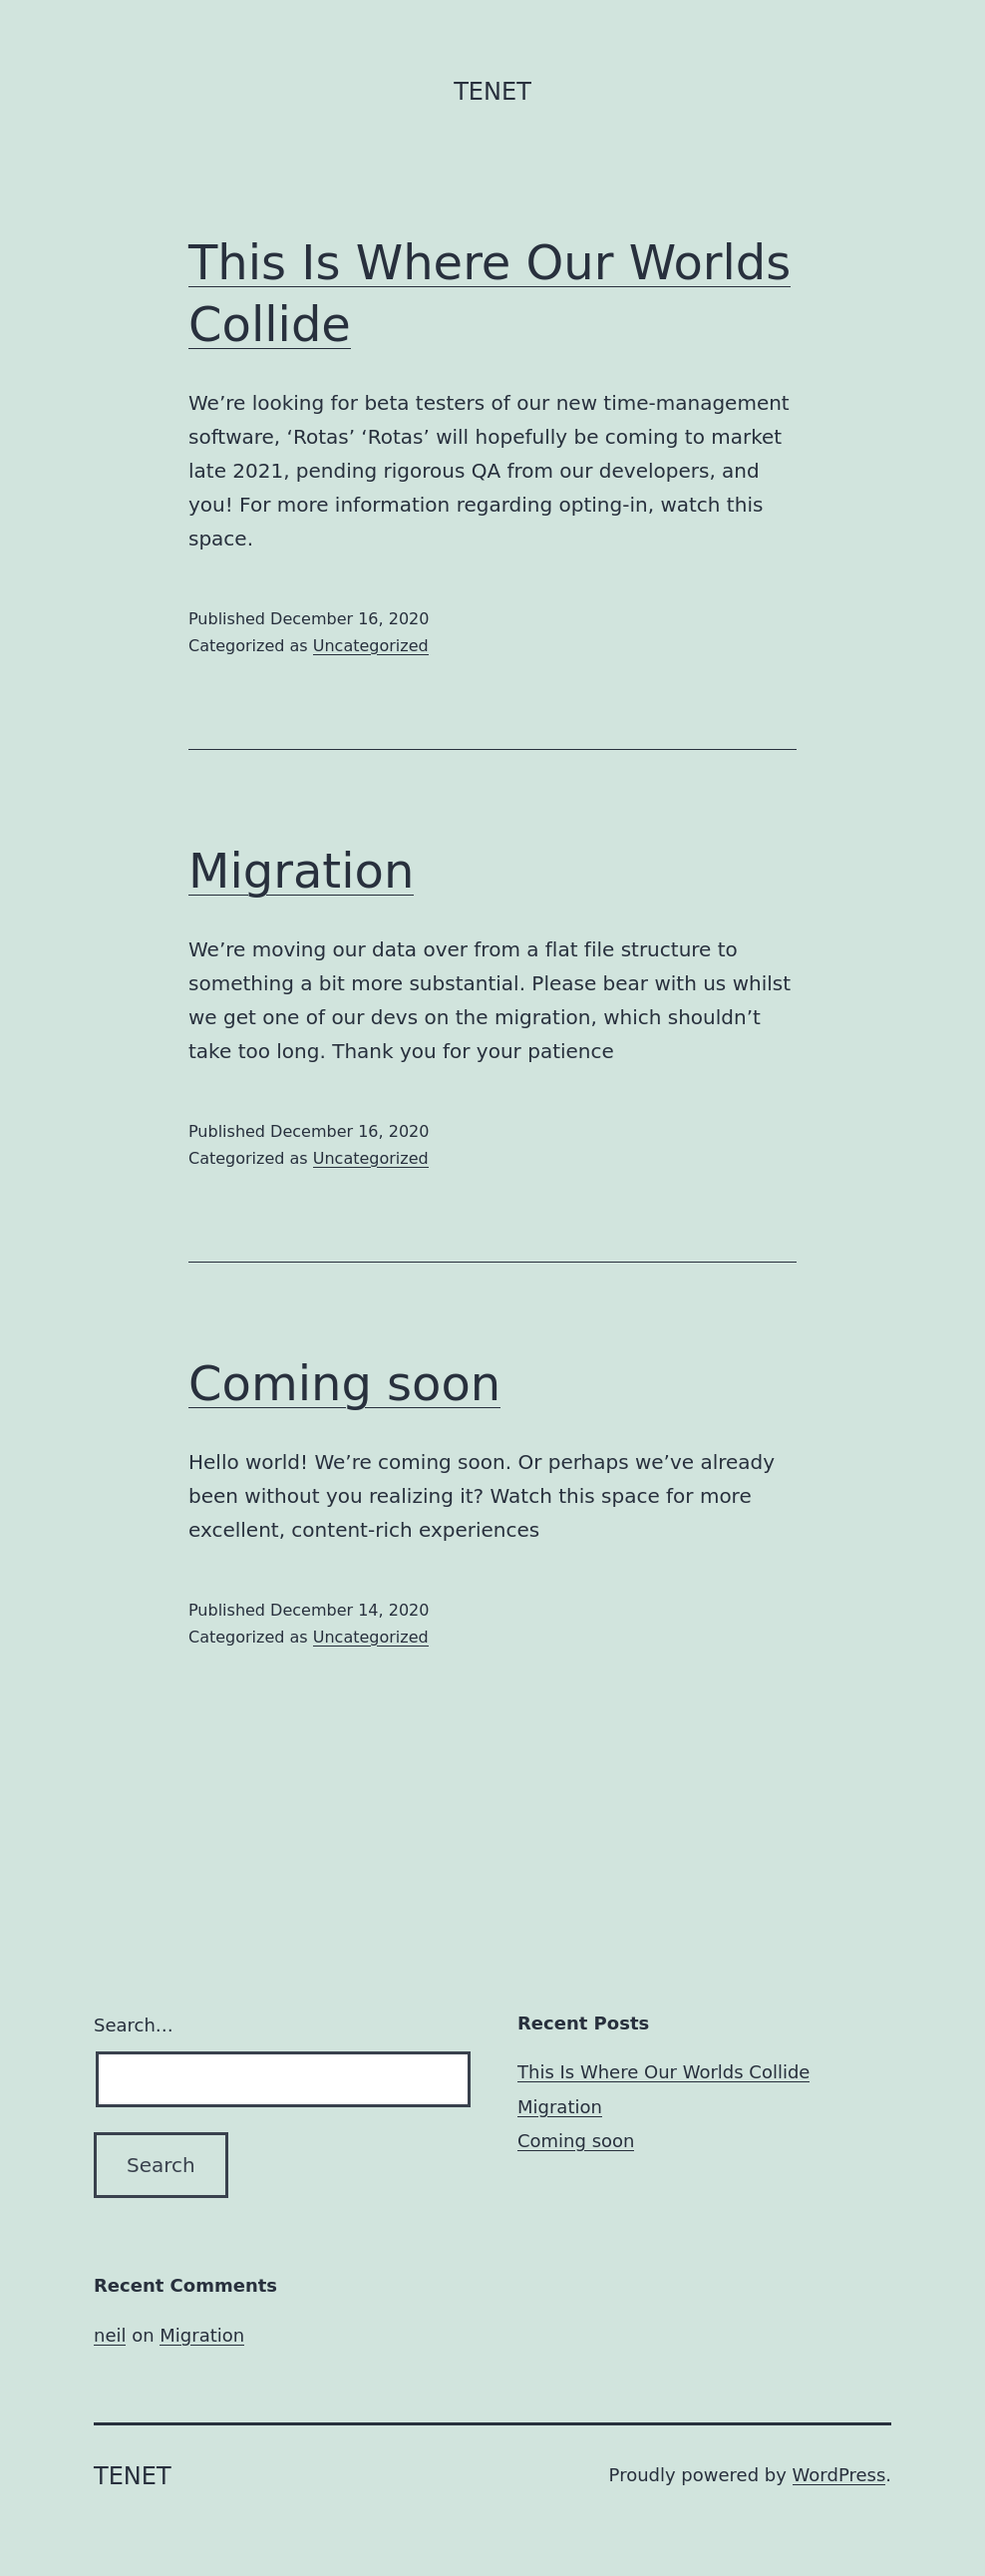 TENET
This Is Where Our Worlds
Collide
We’re looking for beta testers of our new time-management
software, ‘Rotas’ ‘Rotas’ will hopefully be coming to market
late 2021, pending rigorous QA from our developers, and
you! For more information regarding opting-in, watch this
space.
Published December 16, 2020
Categorized as Uncategorized
Migration
We’re moving our data over from a flat file structure to
something a bit more substantial. Please bear with us whilst
we get one of our devs on the migration, which shouldn’t
take too long. Thank you for your patience
Published December 16, 2020
Categorized as Uncategorized
Coming soon
Hello world! We’re coming soon. Or perhaps we’ve already
been without you realizing it? Watch this space for more
excellent, content-rich experiences
Published December 14, 2020
Categorized as Uncategorized
Search…
Search
Recent Posts
This Is Where Our Worlds Collide
Migration
Coming soon
Recent Comments
neil on Migration
TENET
Proudly powered by WordPress.